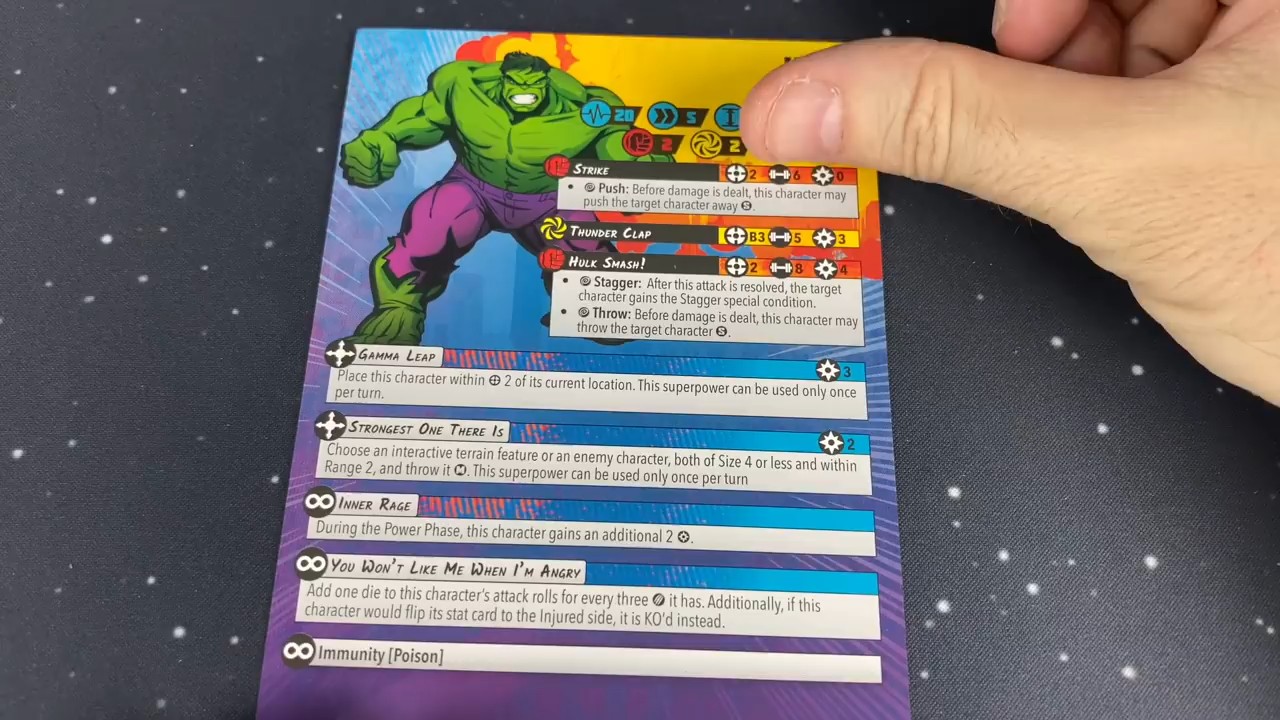 20 5
2 2
STRIKE 2 6 0
• Push: Before damage is dealt, this character may
push the target character away S.
THUNDER CLAP B3 5 3
HULK SMASH! 2 8 4
• Stagger: After this attack is resolved, the target
character gains the Stagger special condition.
• Throw: Before damage is dealt, this character may
throw the target character S.
GAMMA LEAP 3
Place this character within 2 of its current location. This superpower can be used only once
per turn.
STRONGEST ONE THERE IS 2
Choose an interactive terrain feature or an enemy character, both of Size 4 or less and within
Range 2, and throw it M. This superpower can be used only once per turn
INNER RAGE
During the Power Phase, this character gains an additional 2 .
YOU WON'T LIKE ME WHEN I'M ANGRY
Add one die to this character's attack rolls for every three it has. Additionally, if this
character would flip its stat card to the Injured side, it is KO'd instead.
Immunity [Poison]